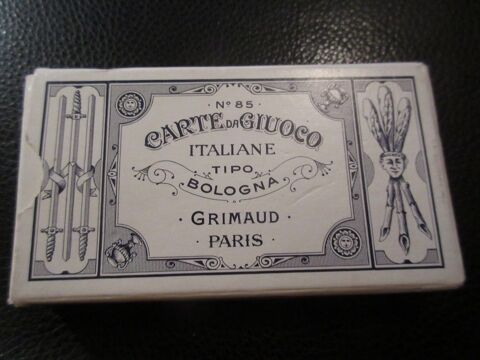 Nº 85
CARTE DA GIUOCO
ITALIANE
TIPO
BOLOGNA
GRIMAUD
PARIS